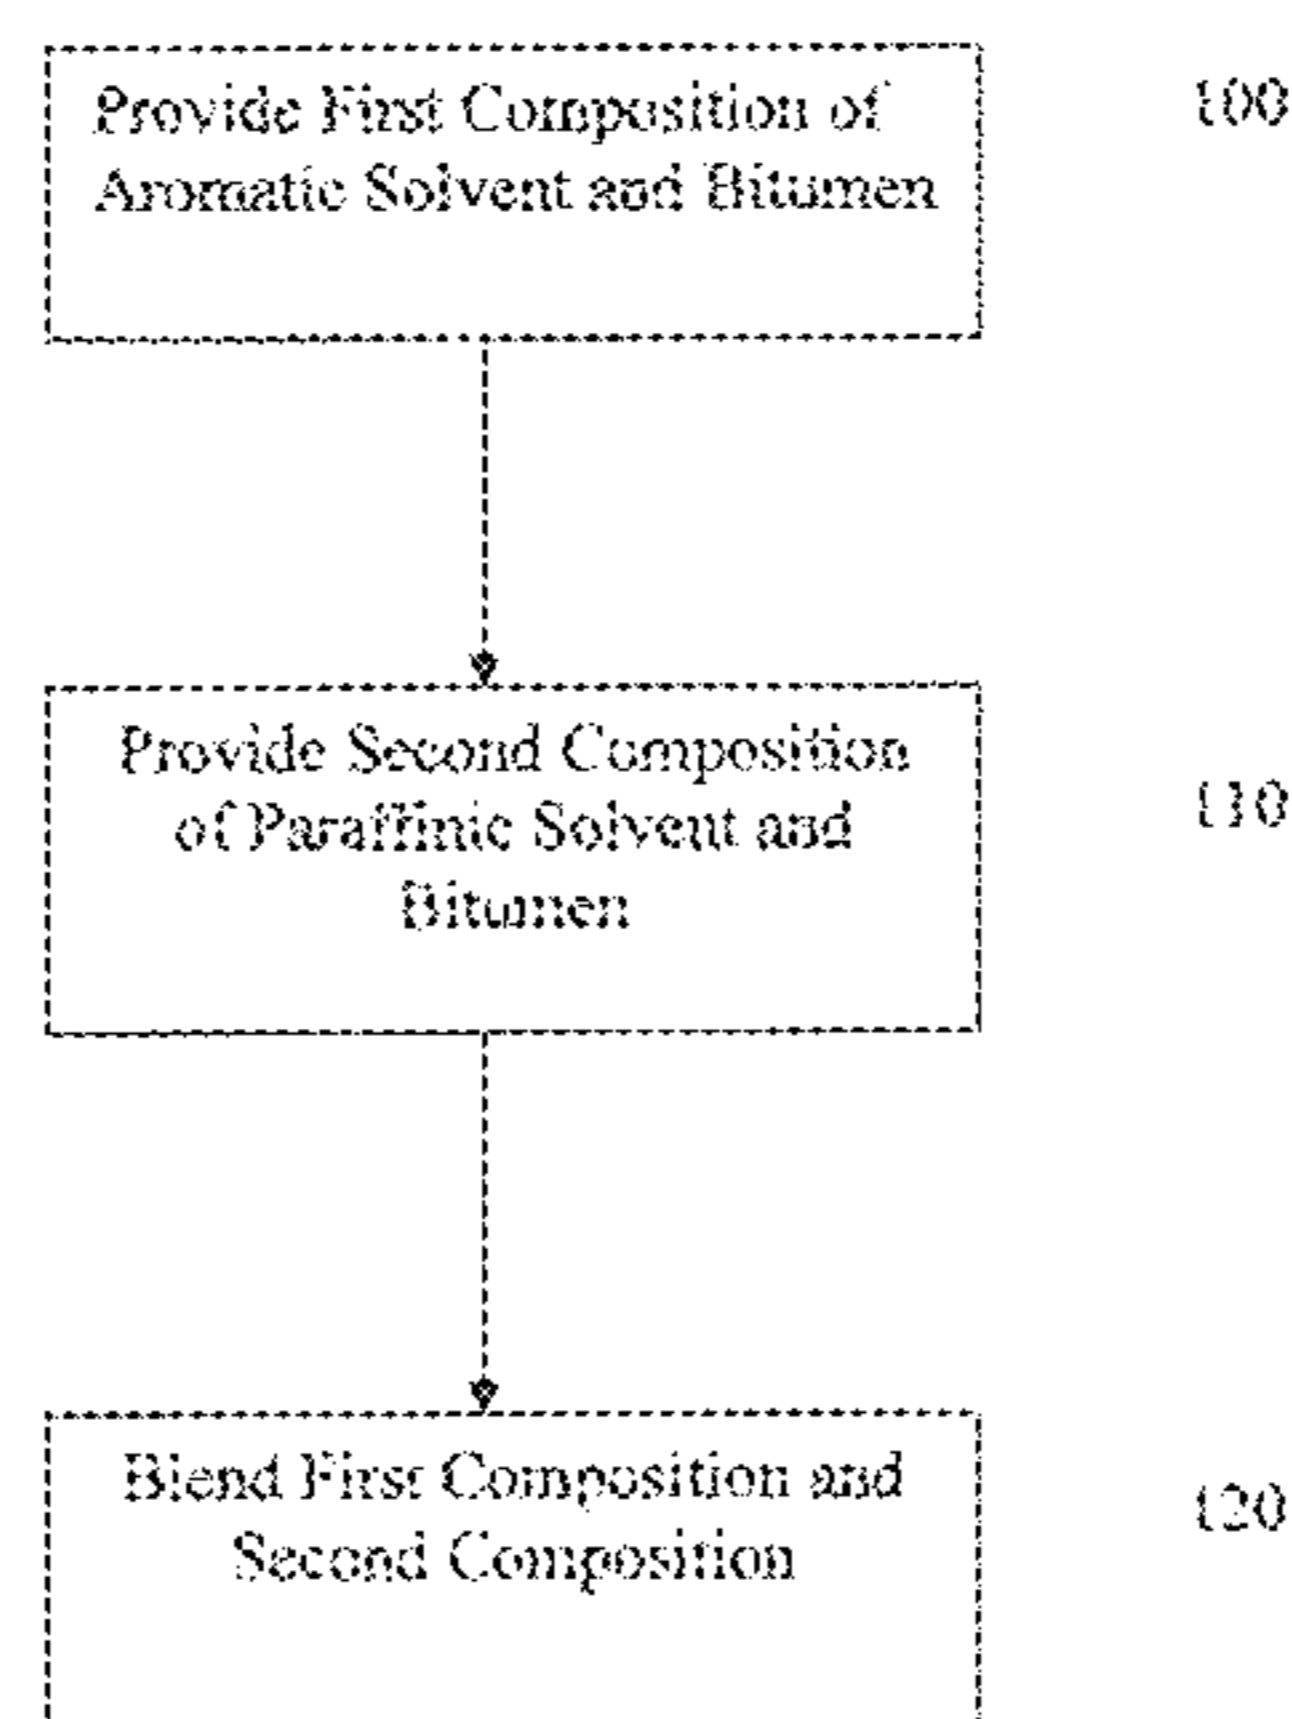 Provide First Composition of
Aromatic Solvent and Bitumen
100
Provide Second Composition
of Paraffinic Solvent and
Bitumen
110
Blend First Composition and
Second Composition
120